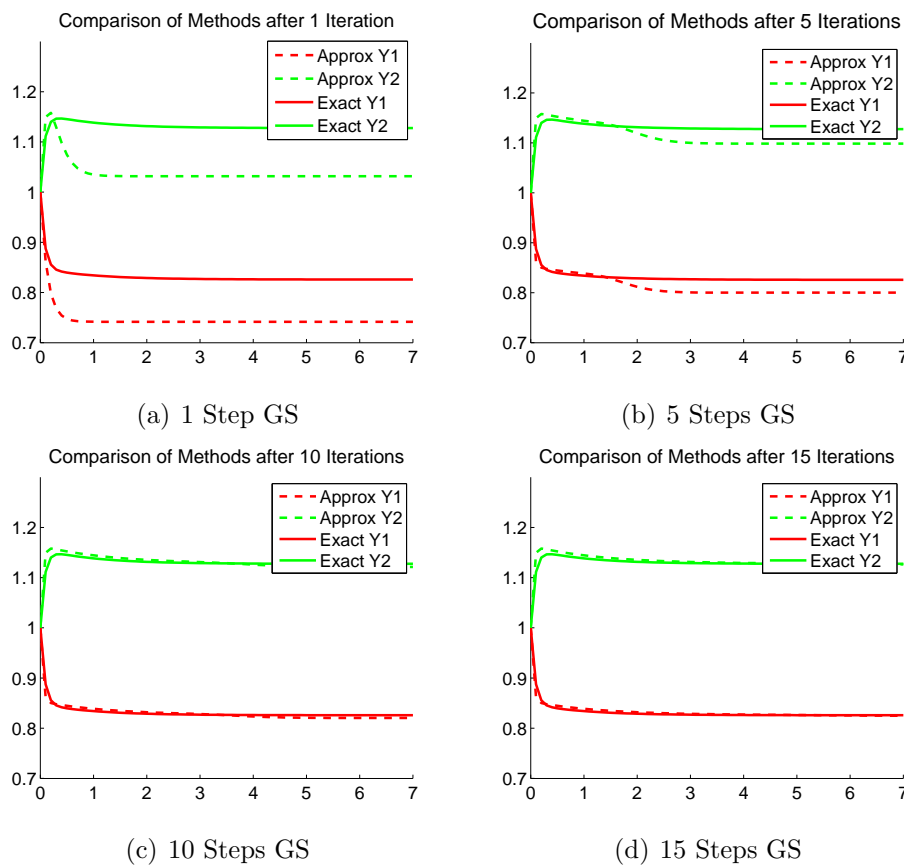 Comparison of Methods after 1 Iteration
Approx Y1
Approx Y2
Exact Y1
Exact Y2
1.2
1.1
1
0.9
0.8
0.7
0 1 2 3 4 5 6 7
(a) 1 Step GS
Comparison of Methods after 5 Iterations
Approx Y1
Approx Y2
Exact Y1
Exact Y2
1.2
1.1
1
0.9
0.8
0.7
0 1 2 3 4 5 6 7
(b) 5 Steps GS
Comparison of Methods after 10 Iterations
Approx Y1
Approx Y2
Exact Y1
Exact Y2
1.2
1.1
1
0.9
0.8
0.7
0 1 2 3 4 5 6 7
(c) 10 Steps GS
Comparison of Methods after 15 Iterations
Approx Y1
Approx Y2
Exact Y1
Exact Y2
1.2
1.1
1
0.9
0.8
0.7
0 1 2 3 4 5 6 7
(d) 15 Steps GS